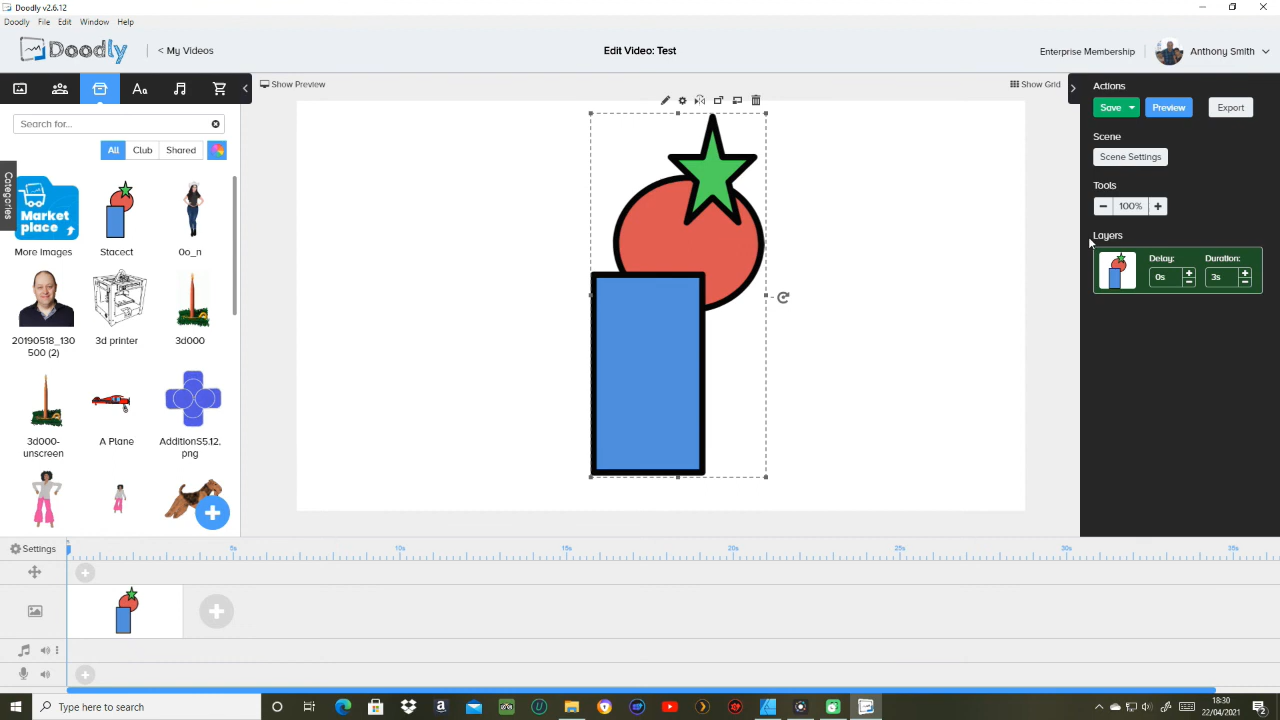 Doodly v2.6.12
Doodly File Edit Window Help
Doodly
< My Videos
Edit Video: Test
Enterprise Membership
Anthony Smith
Show Preview
Show Grid
Search for...
All Club Shared
Categories
Market
place
More Images
Stacect
0o_n
20190518_130
500 (2)
3d printer
3d000
3d000-
unscreen
A Plane
AdditionS5.12.
png
Actions
Save
Preview
Export
Scene
Scene Settings
Tools
100%
Layers
Delay:
Duration:
0s
3s
Settings
5s
10s
15s
20s
25s
30s
35s
Type here to search
18:30
22/04/2021